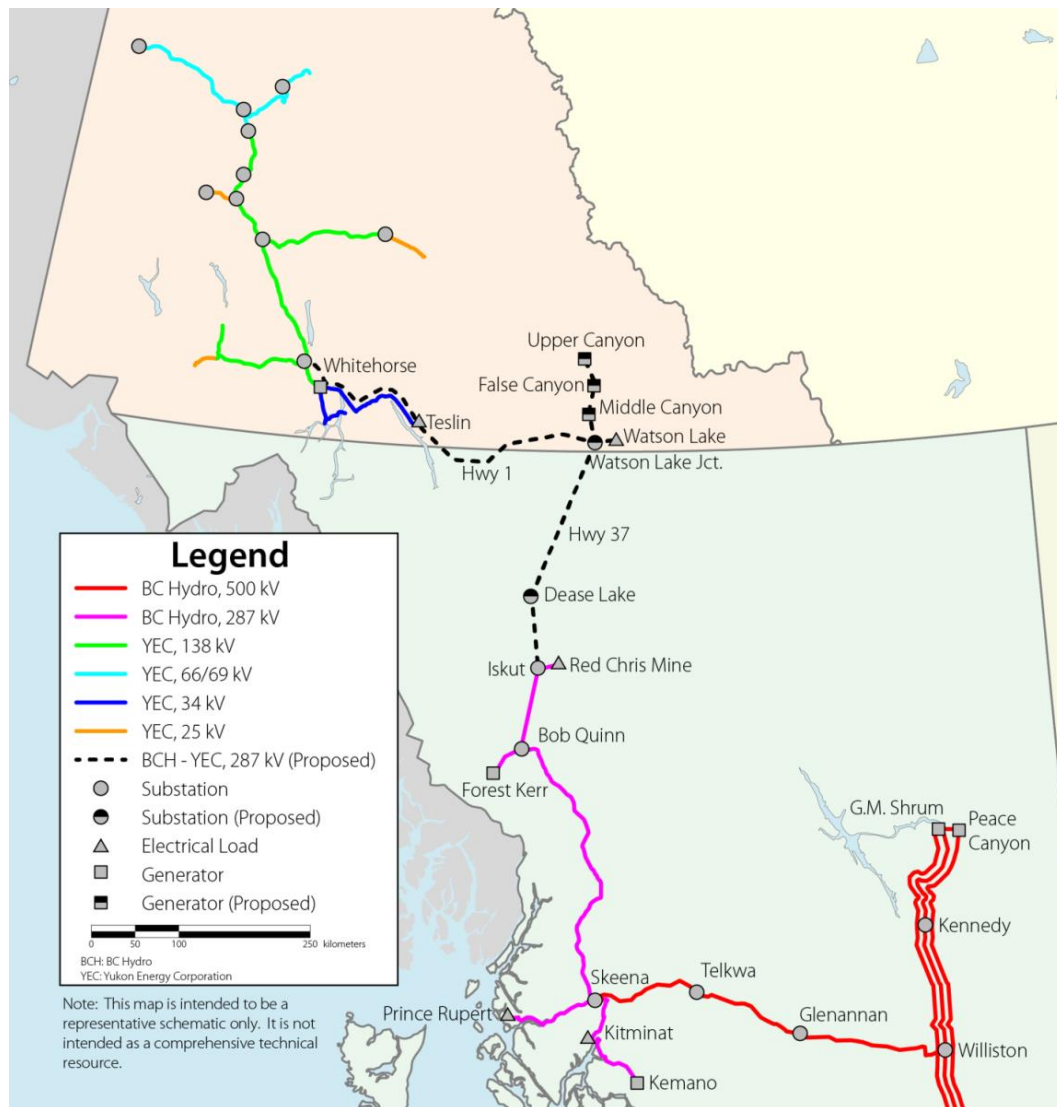 Upper Canyon
Whitehorse
False Canyon
Middle Canyon
Teslin
Watson Lake
Watson Lake Jct.
Hwy 1
Hwy 37
Legend
BC Hydro, 500 kV
BC Hydro, 287 kV
YEC, 138 kV
YEC, 66/69 kV
YEC, 34 kV
YEC, 25 kV
BCH - YEC, 287 kV (Proposed)
Substation
Substation (Proposed)
Electrical Load
Generator
Generator (Proposed)
0 50 100 250 kilometers
BCH: BC Hydro
YEC: Yukon Energy Corporation
Note: This map is intended to be a
representative schematic only. It is not
intended as a comprehensive technical
resource.
Dease Lake
Iskut
Red Chris Mine
Bob Quinn
Forest Kerr
G.M. Shrum
Peace
Canyon
Kennedy
Skeena
Telkwa
Prince Rupert
Glenannan
Kitminat
Williston
Kemano